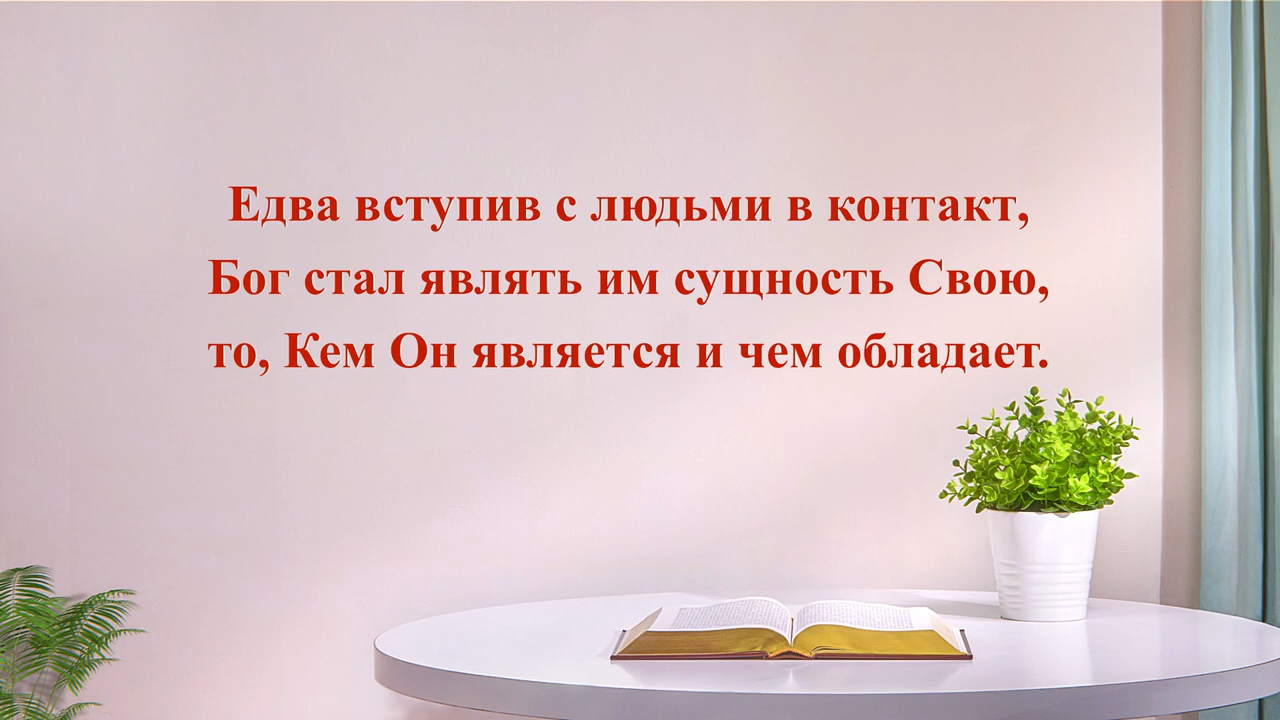 Едва вступив с людьми в контакт,
Бог стал являть им сущность Свою,
то, Кем Он является и чем обладает.